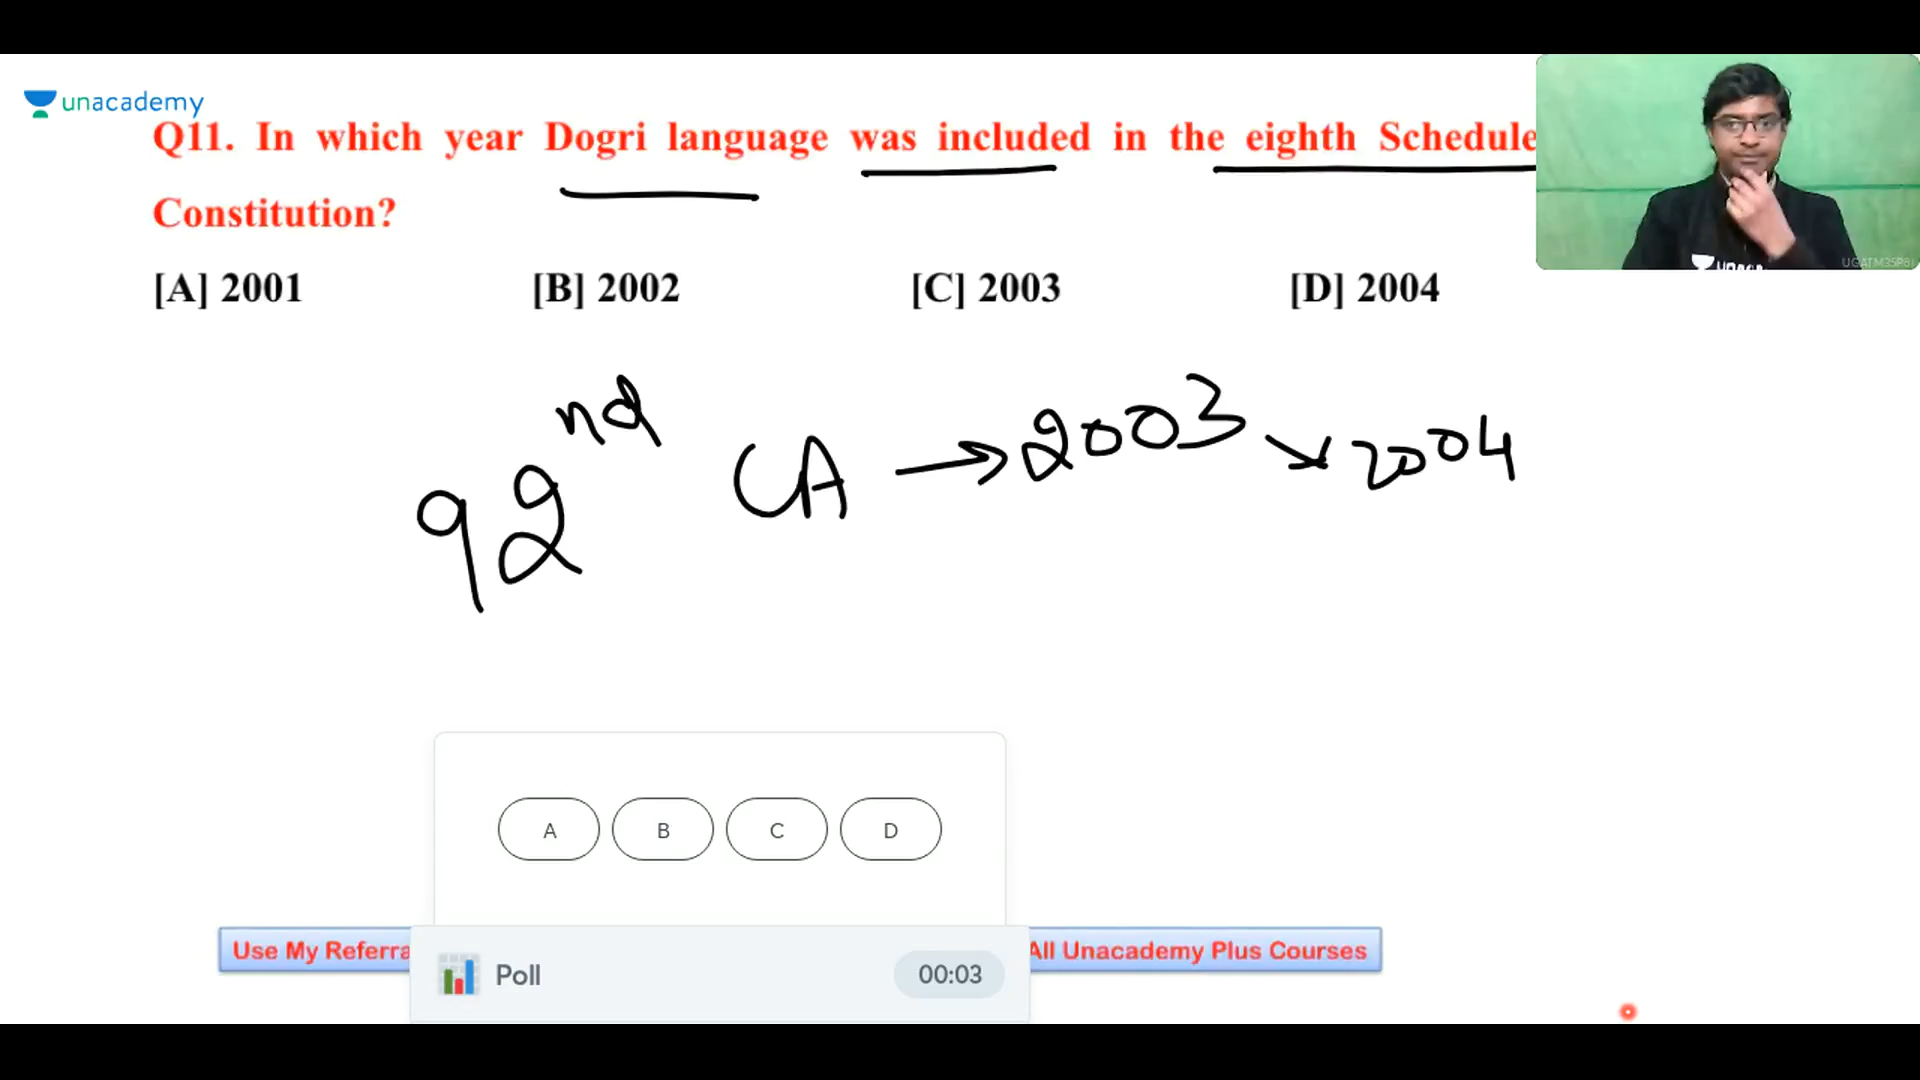 unacademy
Q11. In which year Dogri language was included in the eighth Schedule
Constitution?
[A] 2001 [B] 2002 [C] 2003 [D] 2004
92nd CA → 2003 → 2004
A B C D
Use My Referra All Unacademy Plus Courses
Poll 00:03